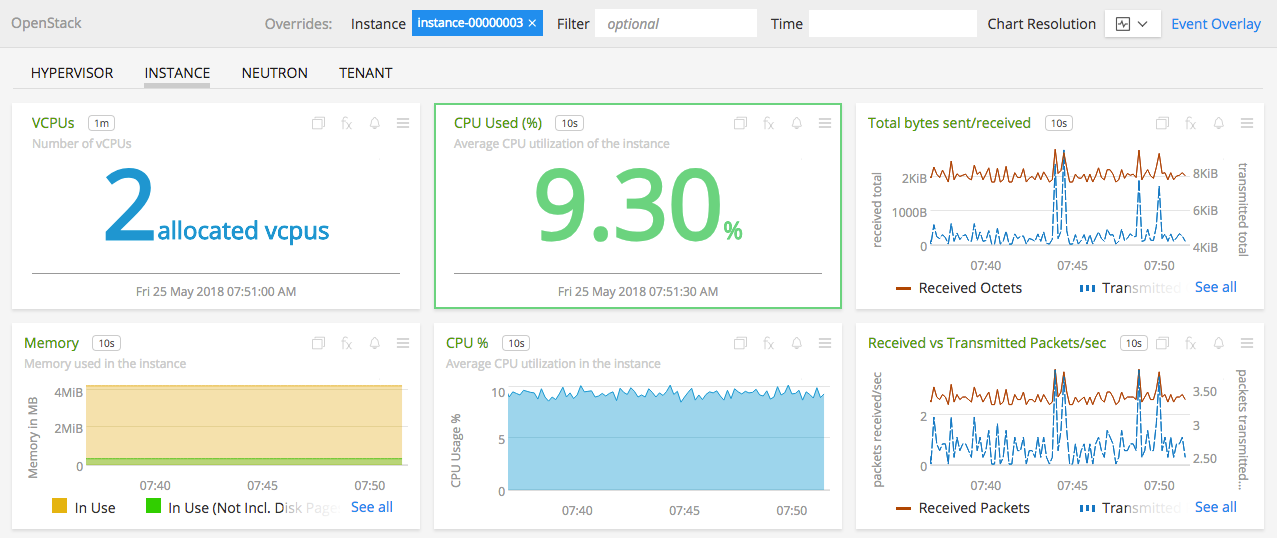 OpenStack Overrides: Instance instance-00000003 × Filter optional Time Chart Resolution Event Overlay
HYPERVISOR INSTANCE NEUTRON TENANT
VCPUs 1m fx
Number of vCPUs
2 allocated vcpus
Fri 25 May 2018 07:51:00 AM
CPU Used (%) 10s fx
Average CPU utilization of the instance
9.30 %
Fri 25 May 2018 07:51:30 AM
Total bytes sent/received 10s fx
received total
2KiB
1000B
0
8KiB
6KiB
4KiB
transmitted total
07:40 07:45 07:50
Received Octets Transmitted See all
Memory 10s fx
Memory used in the instance
Memory in MB
4MiB
2MiB
0
07:40 07:45 07:50
In Use In Use (Not Incl. Disk Page See all
CPU % 10s fx
Average CPU utilization in the instance
CPU Usage %
10
5
0
07:40 07:45 07:50
Received vs Transmitted Packets/sec 10s fx
packets received/sec
2
0
3.50
3
2.50
packets transmitted...
07:40 07:45 07:50
Received Packets Transmitted See all